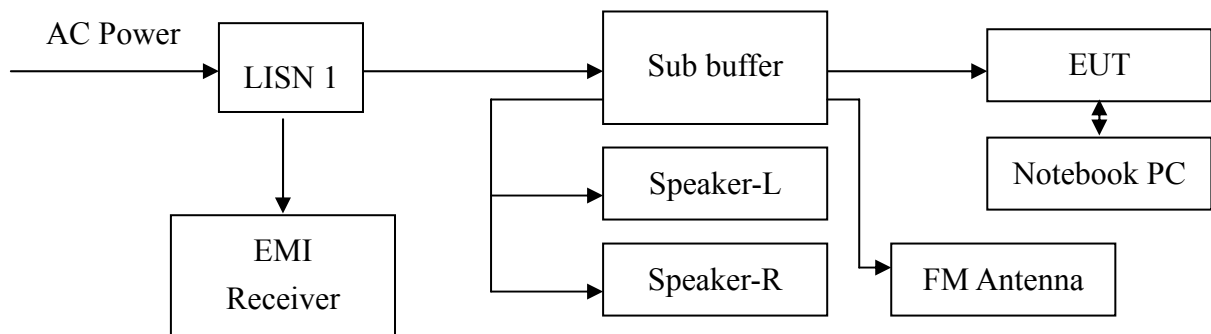 AC Power
LISN 1
Sub buffer
EUT
Speaker-L
Notebook PC
EMI
Receiver
Speaker-R
FM Antenna